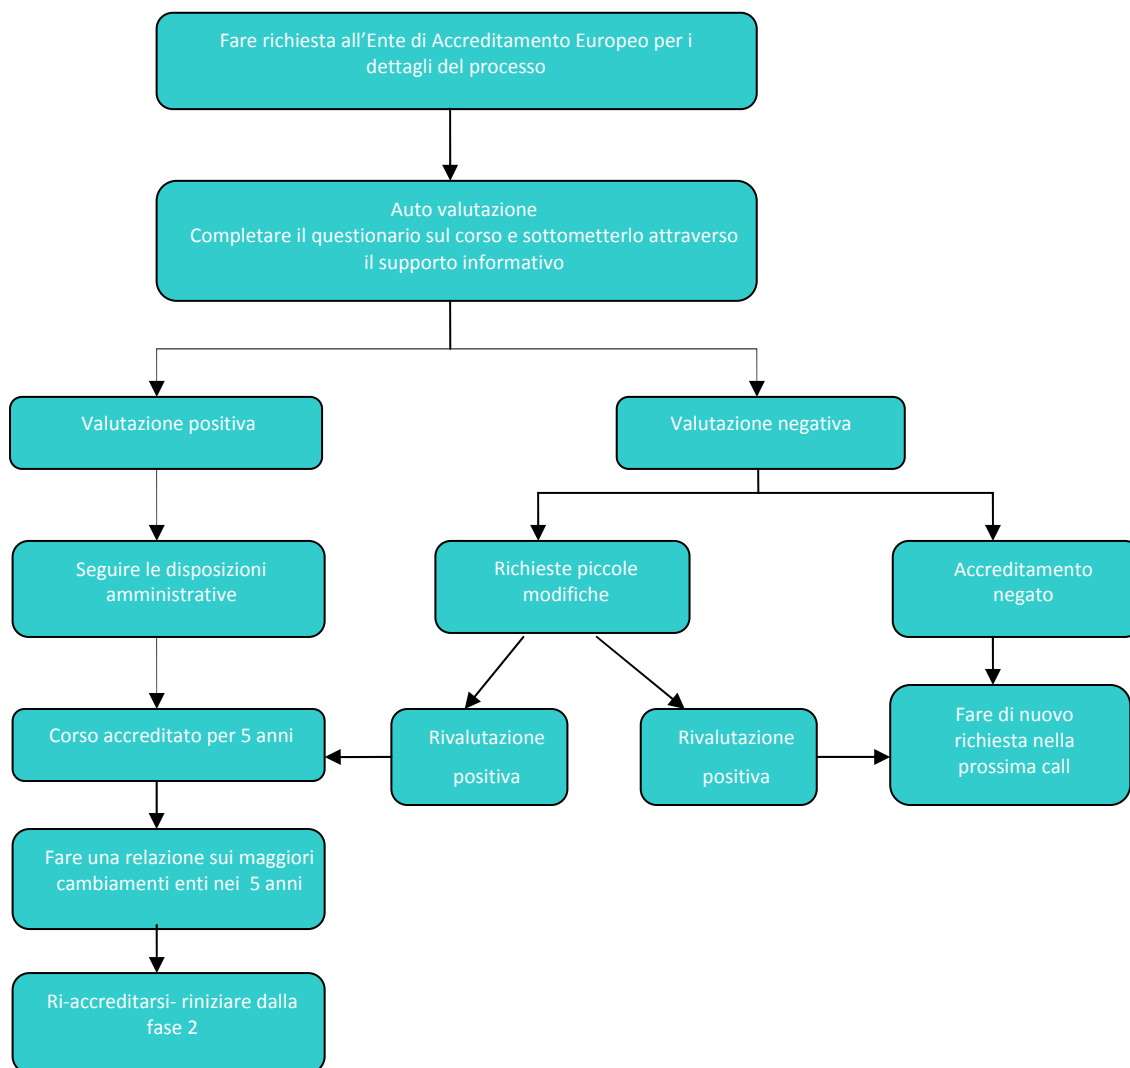 Fare richiesta all’Ente di Accreditamento Europeo per i
dettagli del processo
Auto valutazione
Completare il questionario sul corso e sottometterlo attraverso
il supporto informativo
Valutazione positiva
Valutazione negativa
Seguire le disposizioni
amministrative
Richieste piccole
modifiche
Accreditamento
negato
Corso accreditato per 5 anni
Rivalutazione
positiva
Rivalutazione
positiva
Fare di nuovo
richiesta nella
prossima call
Fare una relazione sui maggiori
cambiamenti enti nei 5 anni
Ri-accreditarsi- riniziare dalla
fase 2